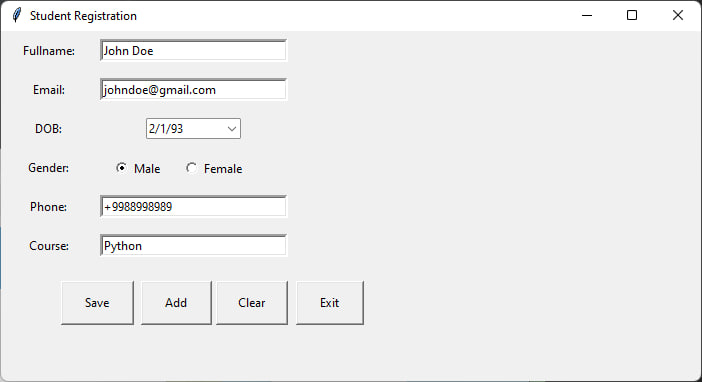 Student Registration
Fullname: John Doe
Email: johndoe@gmail.com
DOB: 2/1/93
Gender: Male Female
Phone: +9988998989
Course: Python
Save Add Clear Exit